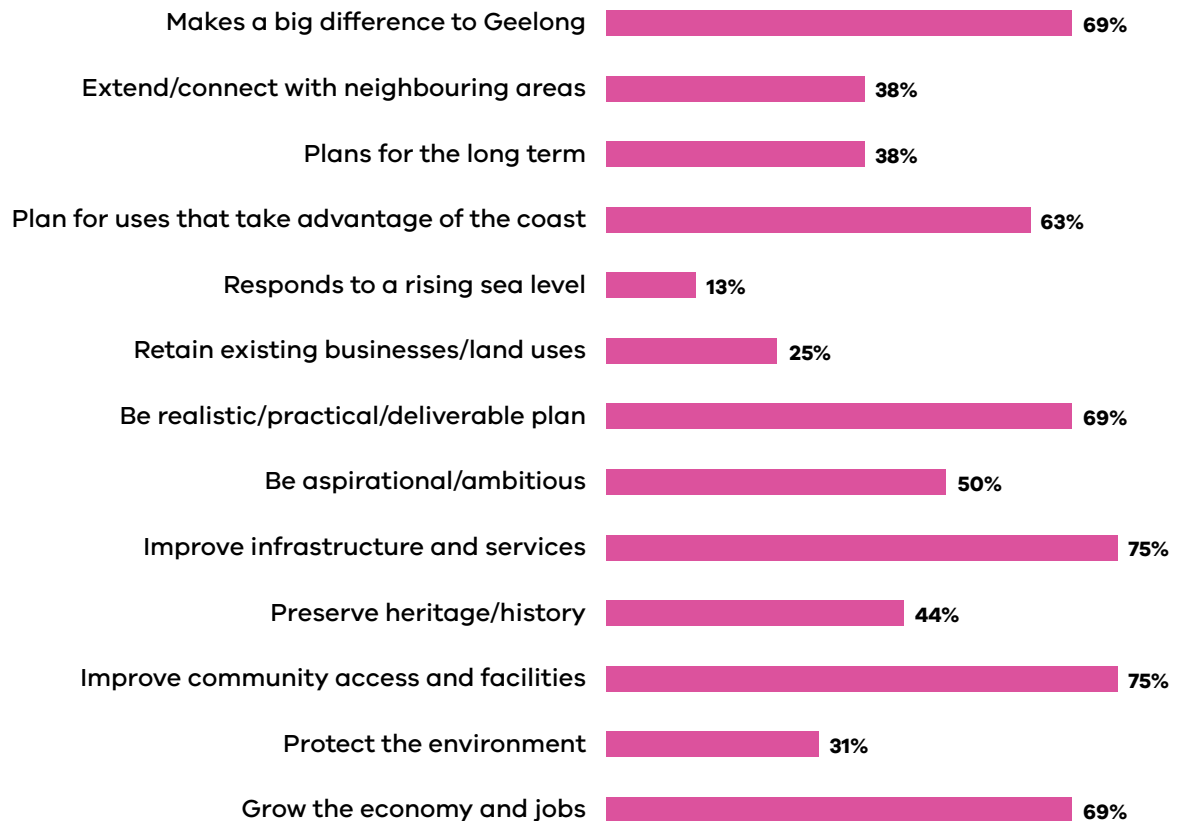 Makes a big difference to Geelong 69%
Extend/connect with neighbouring areas 38%
Plans for the long term 38%
Plan for uses that take advantage of the coast 63%
Responds to a rising sea level 13%
Retain existing businesses/land uses 25%
Be realistic/practical/deliverable plan 69%
Be aspirational/ambitious 50%
Improve infrastructure and services 75%
Preserve heritage/history 44%
Improve community access and facilities 75%
Protect the environment 31%
Grow the economy and jobs 69%